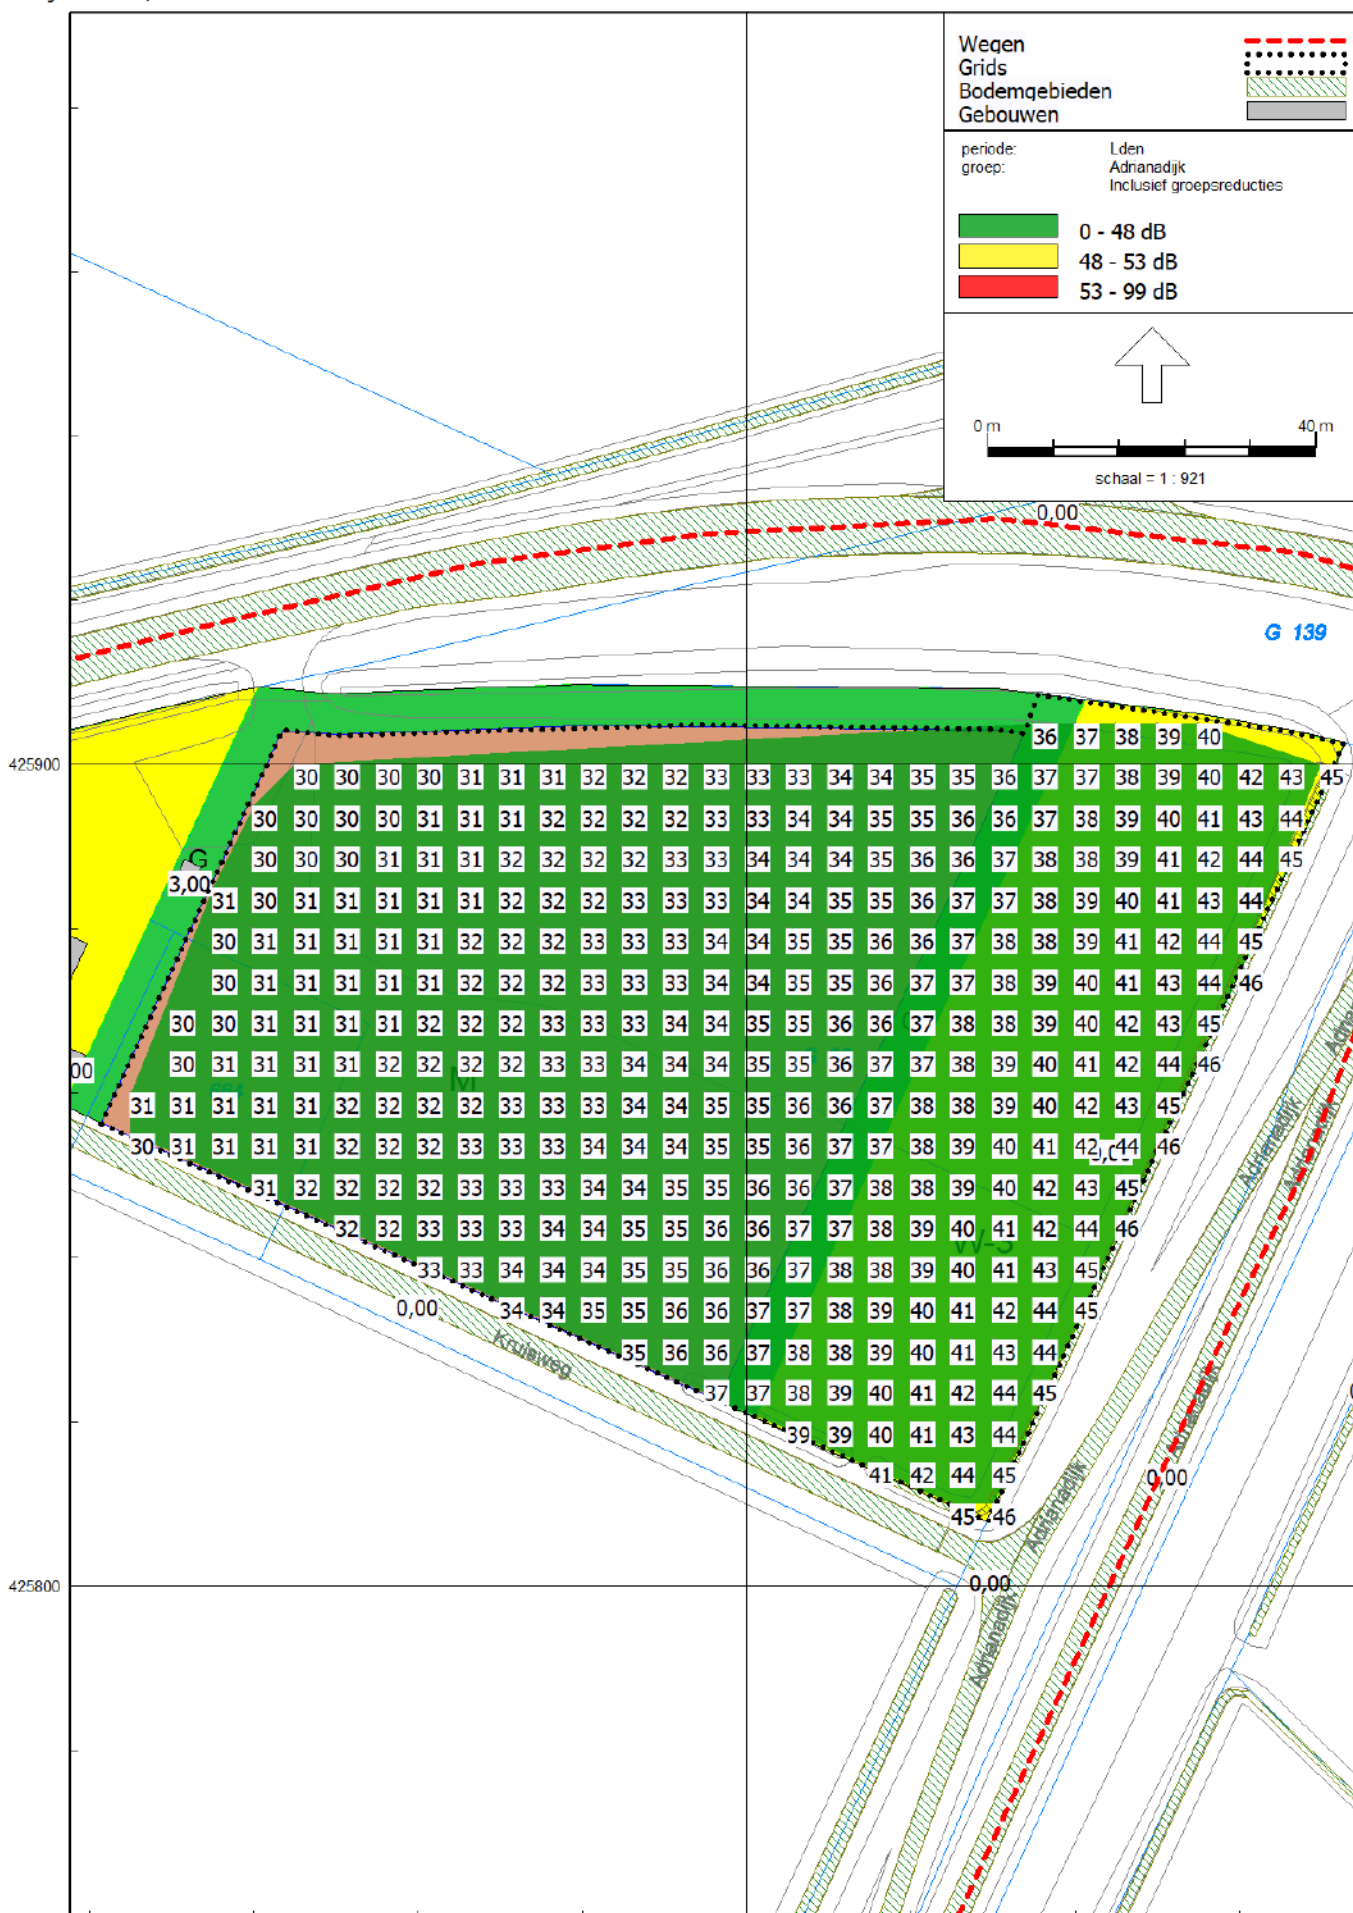 Wegen
Grids
Bodemgebieden
Gebouwen
periode: Lden
groep: Adrianadijk
Inclusief groepsreducties
0 - 48 dB
48 - 53 dB
53 - 99 dB
0 m 40 m
schaal = 1 : 921
0,00
G 139
36 37 38 39 40
425900
30 30 30 30 31 31 31 32 32 32 33 33 33 34 34 35 35 36 37 37 38 39 40 42 43 45
30 30 30 30 31 31 31 32 32 32 32 33 33 34 34 35 35 36 36 37 38 39 40 41 43 44
G
30 30 30 31 31 31 32 32 32 32 33 33 34 34 34 35 36 36 37 38 38 39 41 42 44 45
3,00
31 30 31 31 31 31 31 32 32 32 33 33 33 34 34 35 35 36 37 37 38 39 40 41 43 44
30 31 31 31 31 31 32 32 32 33 33 33 34 34 35 35 36 36 37 38 38 39 41 42 44 45
30 31 31 31 31 31 32 32 32 33 33 34 34 34 35 35 36 37 37 38 39 40 41 43 44 46
30 30 31 31 31 31 32 32 32 33 33 33 34 34 35 35 36 36 37 38 38 39 40 42 43 45
00
30 31 31 31 31 32 32 32 32 33 33 34 34 34 35 35 36 37 37 38 39 40 41 42 44 46
M
31 31 31 31 31 32 32 32 32 33 33 33 34 34 35 35 36 36 37 38 38 39 40 42 43 45
30 31 31 31 31 32 32 32 33 33 33 34 34 34 35 35 36 37 37 38 39 40 41 42 44 46
31 32 32 32 32 33 33 33 34 34 35 35 36 36 37 38 38 39 40 42 43 45
32 32 33 33 33 34 34 35 35 36 36 37 37 38 39 40 41 42 44 46
W-3
33 33 34 34 34 35 35 36 36 37 38 38 39 40 41 43 45
0,00
34 34 35 35 36 36 37 37 38 39 40 41 42 44 45
Kruisweg
35 36 36 37 38 38 39 40 41 43 44
37 37 38 39 40 41 42 44 45
39 39 40 41 43 44
41 42 44 45
45 46
Adrianadijk
Adrianadijk
Adrianadijk
Adrianadijk
0,00
425800
0,00
Adrianadijk